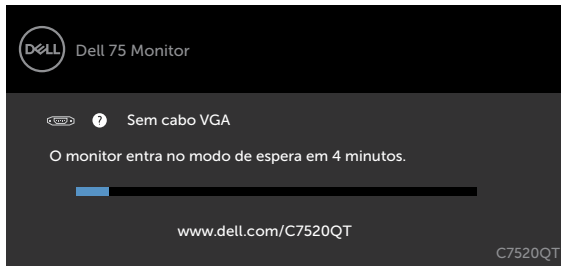 DELL
Dell 75 Monitor
? Sem cabo VGA
O monitor entra no modo de espera em 4 minutos.
www.dell.com/C7520QT
C7520QT